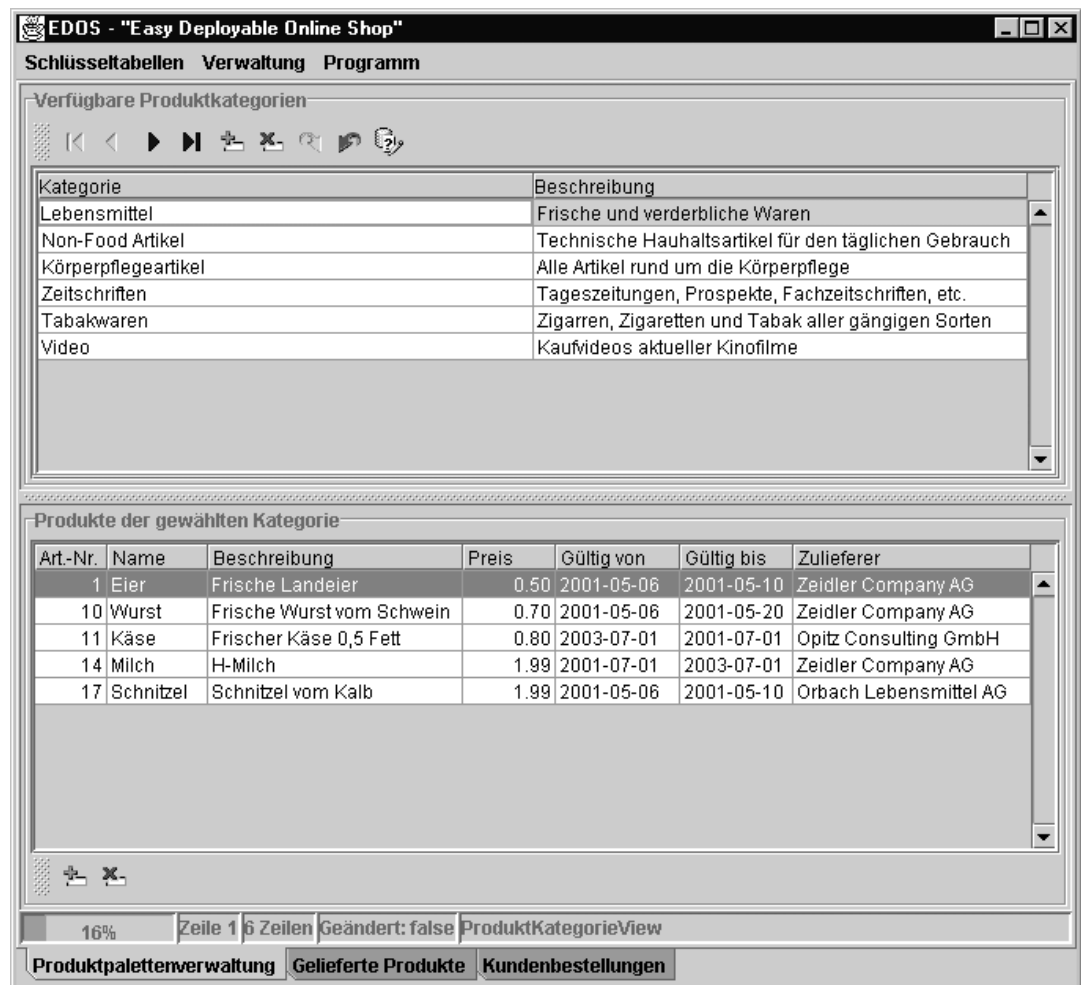 EDOS - "Easy Deployable Online Shop"
Schlüsseltabellen Verwaltung Programm
Verfügbare Produktkategorien
Kategorie Beschreibung
Lebensmittel Frische und verderbliche Waren
Non-Food Artikel Technische Hauhaltsartikel für den täglichen Gebrauch
Körperpflegeartikel Alle Artikel rund um die Körperpflege
Zeitschriften Tageszeitungen, Prospekte, Fachzeitschriften, etc.
Tabakwaren Zigarren, Zigaretten und Tabak aller gängigen Sorten
Video Kaufvideos aktueller Kinofilme
Produkte der gewählten Kategorie
Art.-Nr. Name Beschreibung Preis Gültig von Gültig bis Zulieferer
1 Eier Frische Landeier 0.50 2001-05-06 2001-05-10 Zeidler Company AG
10 Wurst Frische Wurst vom Schwein 0.70 2001-05-06 2001-05-20 Zeidler Company AG
11 Käse Frischer Käse 0,5 Fett 0.80 2003-07-01 2001-07-01 Opitz Consulting GmbH
14 Milch H-Milch 1.99 2001-07-01 2003-07-01 Zeidler Company AG
17 Schnitzel Schnitzel vom Kalb 1.99 2001-05-06 2001-05-10 Orbach Lebensmittel AG
16% Zeile 1 6 Zeilen Geändert: false ProduktKategorieView
Produktpalettenverwaltung Gelieferte Produkte Kundenbestellungen